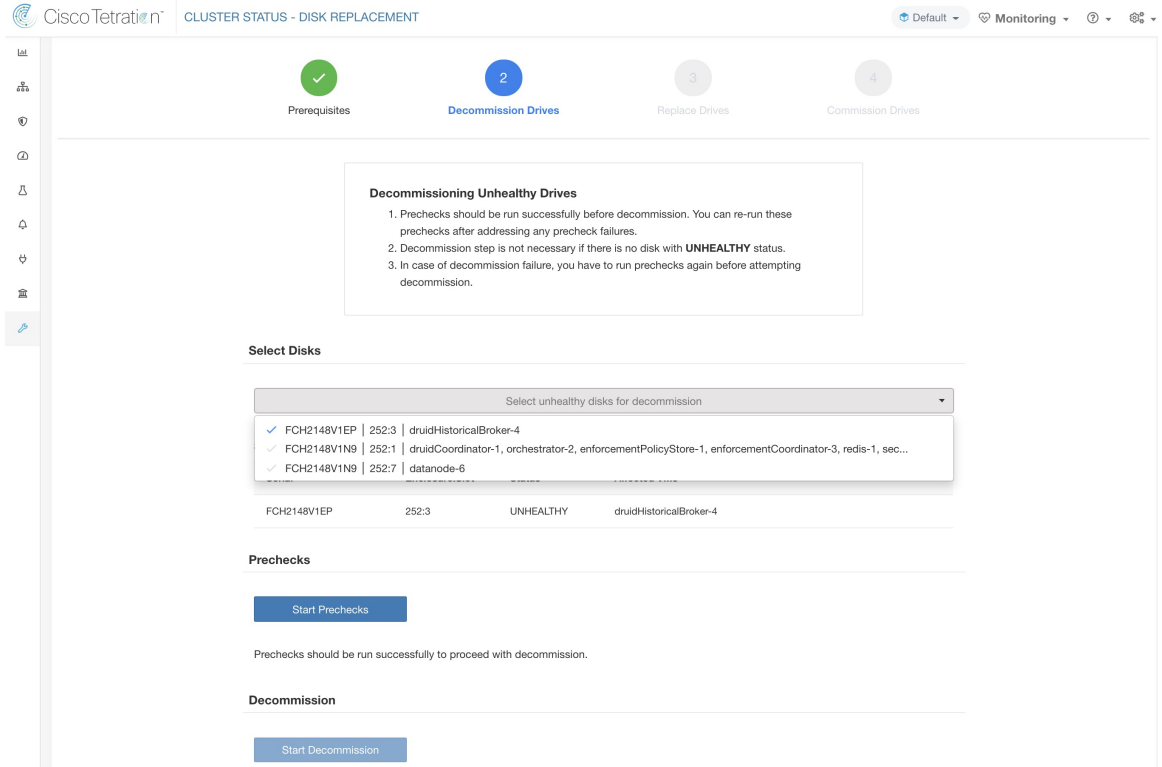 Cisco Tetration™
CLUSTER STATUS - DISK REPLACEMENT
Default
Monitoring
2
3
4
Prerequisites
Decommission Drives
Replace Drives
Commission Drives
Decommissioning Unhealthy Drives
1. Prechecks should be run successfully before decommission. You can re-run these
prechecks after addressing any precheck failures.
2. Decommission step is not necessary if there is no disk with UNHEALTHY status.
3. In case of decommission failure, you have to run prechecks again before attempting
decommission.
Select Disks
Select unhealthy disks for decommission
FCH2148V1EP | 252:3 | druidHistoricalBroker-4
FCH2148V1N9 | 252:1 | druidCoordinator-1, orchestrator-2, enforcementPolicyStore-1, enforcementCoordinator-3, redis-1, sec...
FCH2148V1N9 | 252:7 | datanode-6
FCH2148V1EP 252:3 UNHEALTHY druidHistoricalBroker-4
Prechecks
Start Prechecks
Prechecks should be run successfully to proceed with decommission.
Decommission
Start Decommission